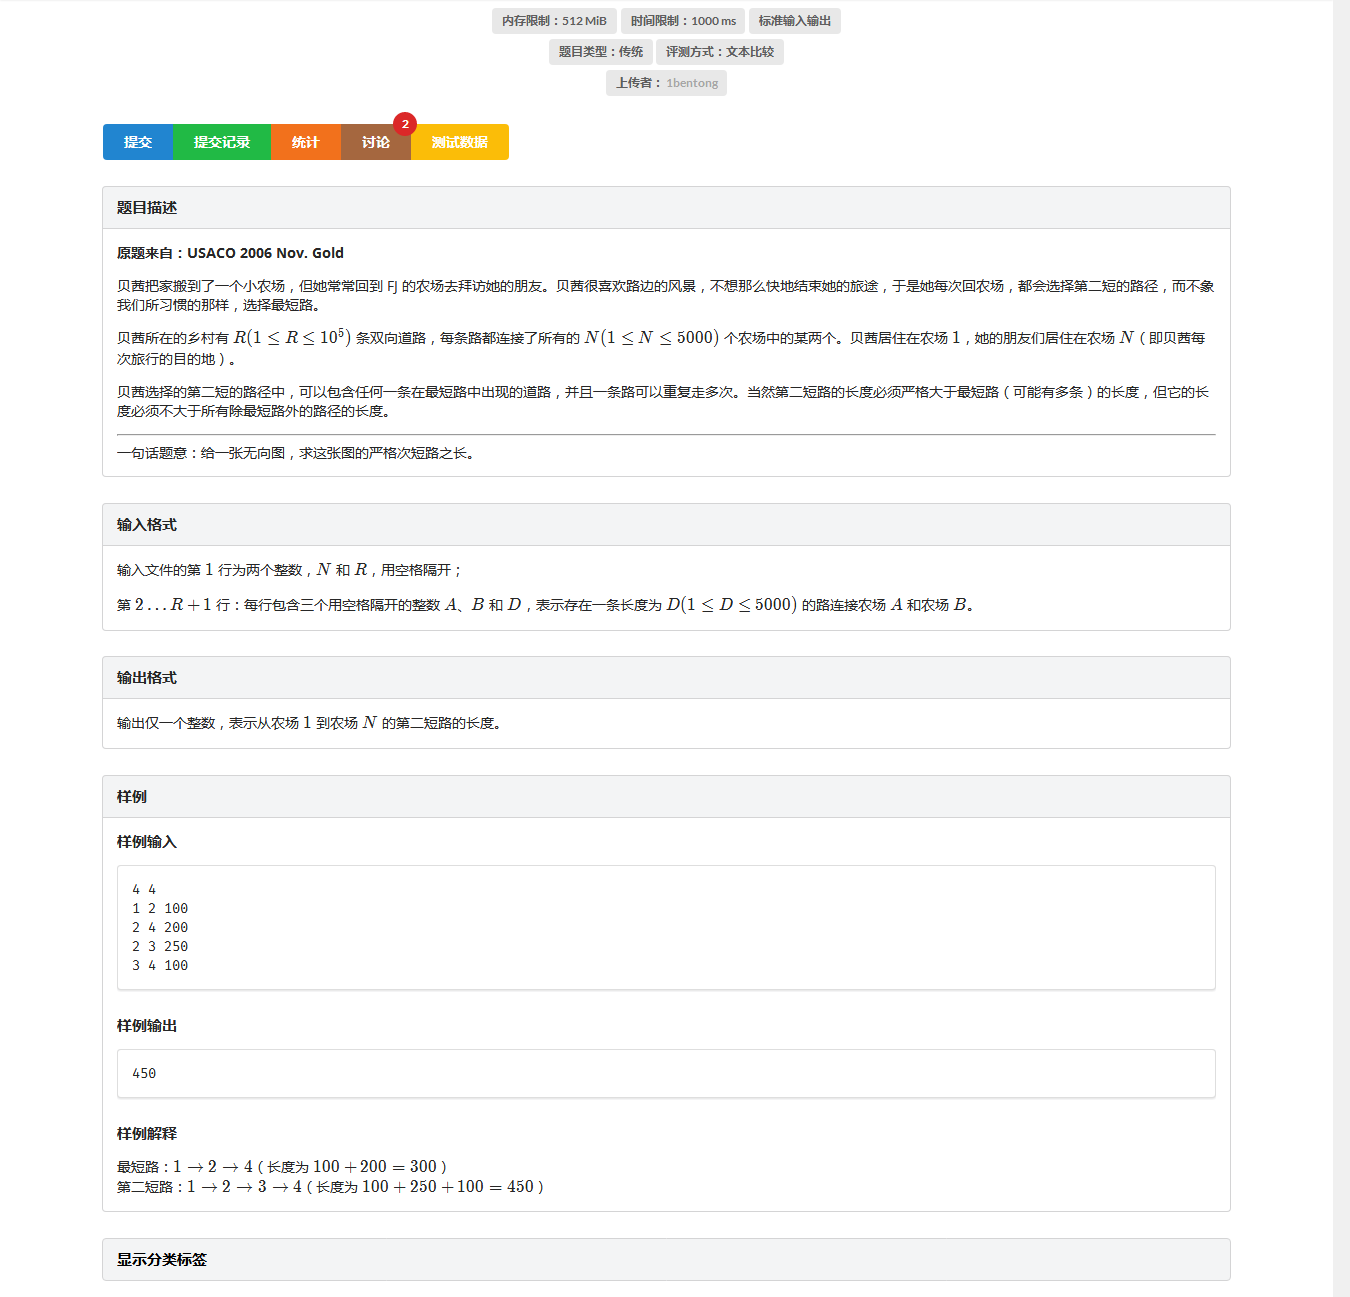 内存限制：512 MiB 时间限制：1000 ms 标准输入输出
题目类型：传统 评测方式：文本比较
上传者： 1bentong
2
提交 提交记录 统计 讨论 测试数据
题目描述
原题来自：USACO 2006 Nov. Gold
贝茜把家搬到了一个小农场，但她常常回到 FJ 的农场去拜访她的朋友。贝茜很喜欢路边的风景，不想那么快地结束她的旅途，于是她每次回农场，都会选择第二短的路径，而不象
我们所习惯的那样，选择最短路。
贝茜所在的乡村有 R(1 ≤ R ≤ 10^5) 条双向道路，每条路都连接了所有的 N(1 ≤ N ≤ 5000) 个农场中的某两个。贝茜居住在农场 1，她的朋友们居住在农场 N（即贝茜每
次旅行的目的地）。
贝茜选择的第二短的路径中，可以包含任何一条在最短路中出现的道路，并且一条路可以重复走多次。当然第二短路的长度必须严格大于最短路（可能有多条）的长度，但它的长
度必须不大于所有除最短路外的路径的长度。
一句话题意：给一张无向图，求这张图的严格次短路之长。
输入格式
输入文件的第 1 行为两个整数，N 和 R，用空格隔开；
第 2 … R + 1 行：每行包含三个用空格隔开的整数 A、B 和 D，表示存在一条长度为 D(1 ≤ D ≤ 5000) 的路连接农场 A 和农场 B。
输出格式
输出仅一个整数，表示从农场 1 到农场 N 的第二短路的长度。
样例
样例输入
4 4
1 2 100
2 4 200
2 3 250
3 4 100
样例输出
450
样例解释
最短路：1 → 2 → 4（长度为 100 + 200 = 300）
第二短路：1 → 2 → 3 → 4（长度为 100 + 250 + 100 = 450）
显示分类标签